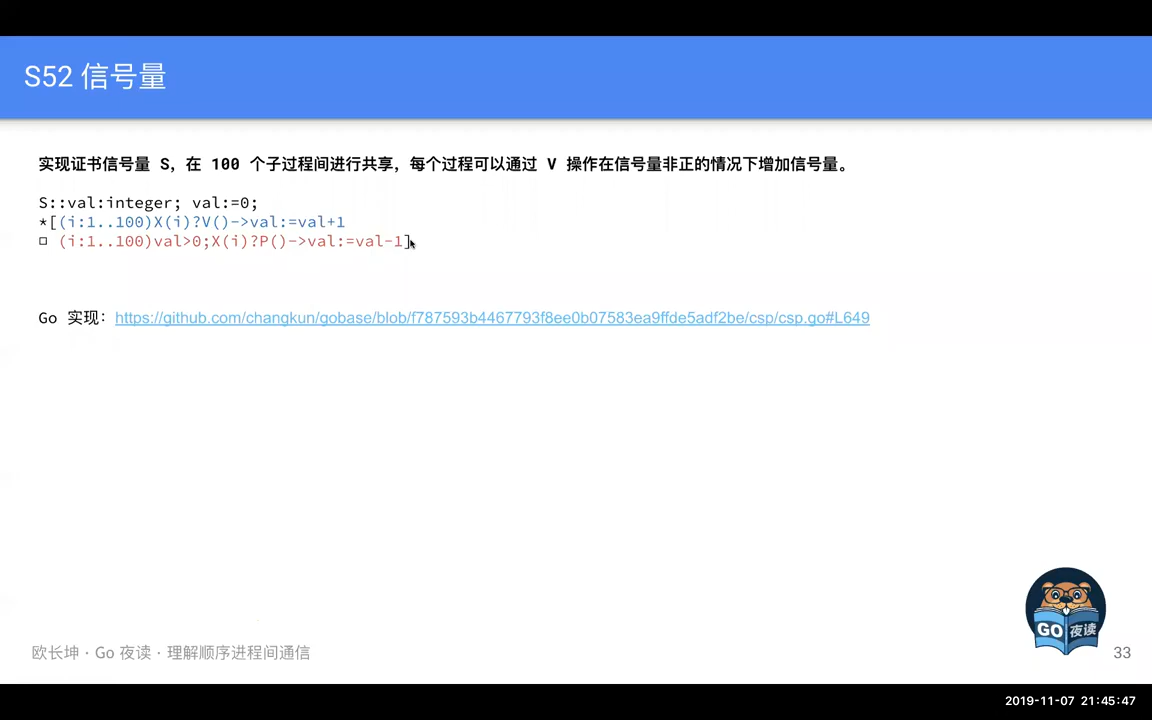 S52 信号量
实现证书信号量 S，在 100 个子过程间进行共享，每个过程可以通过 V 操作在信号量非正的情况下增加信号量。
S::val:integer; val:=0;
*[(i:1..100)X(i)?V()->val:=val+1
□ (i:1..100)val>0;X(i)?P()->val:=val-1]
Go 实现：https://github.com/changkun/gobase/blob/f787593b4467793f8ee0b07583ea9ffde5adf2be/csp/csp.go#L649
GO 夜读
欧长坤 · Go 夜读 · 理解顺序进程间通信
33
2019-11-07 21:45:47